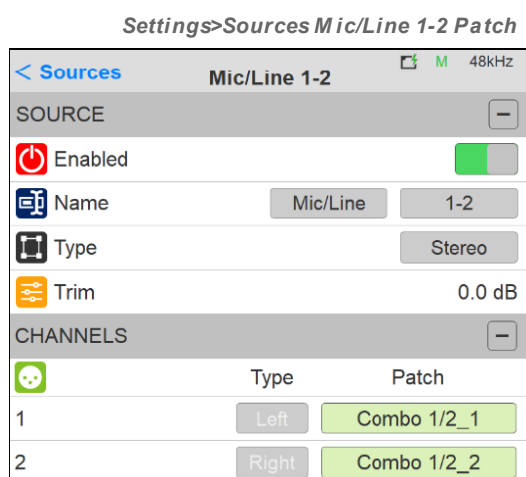 Settings>Sources Mic/Line 1-2 Patch
< Sources Mic/Line 1-2 M 48kHz
SOURCE −
Enabled
Name Mic/Line 1-2
Type Stereo
Trim 0.0 dB
CHANNELS −
Type Patch
1 Left Combo 1/2_1
2 Right Combo 1/2_2